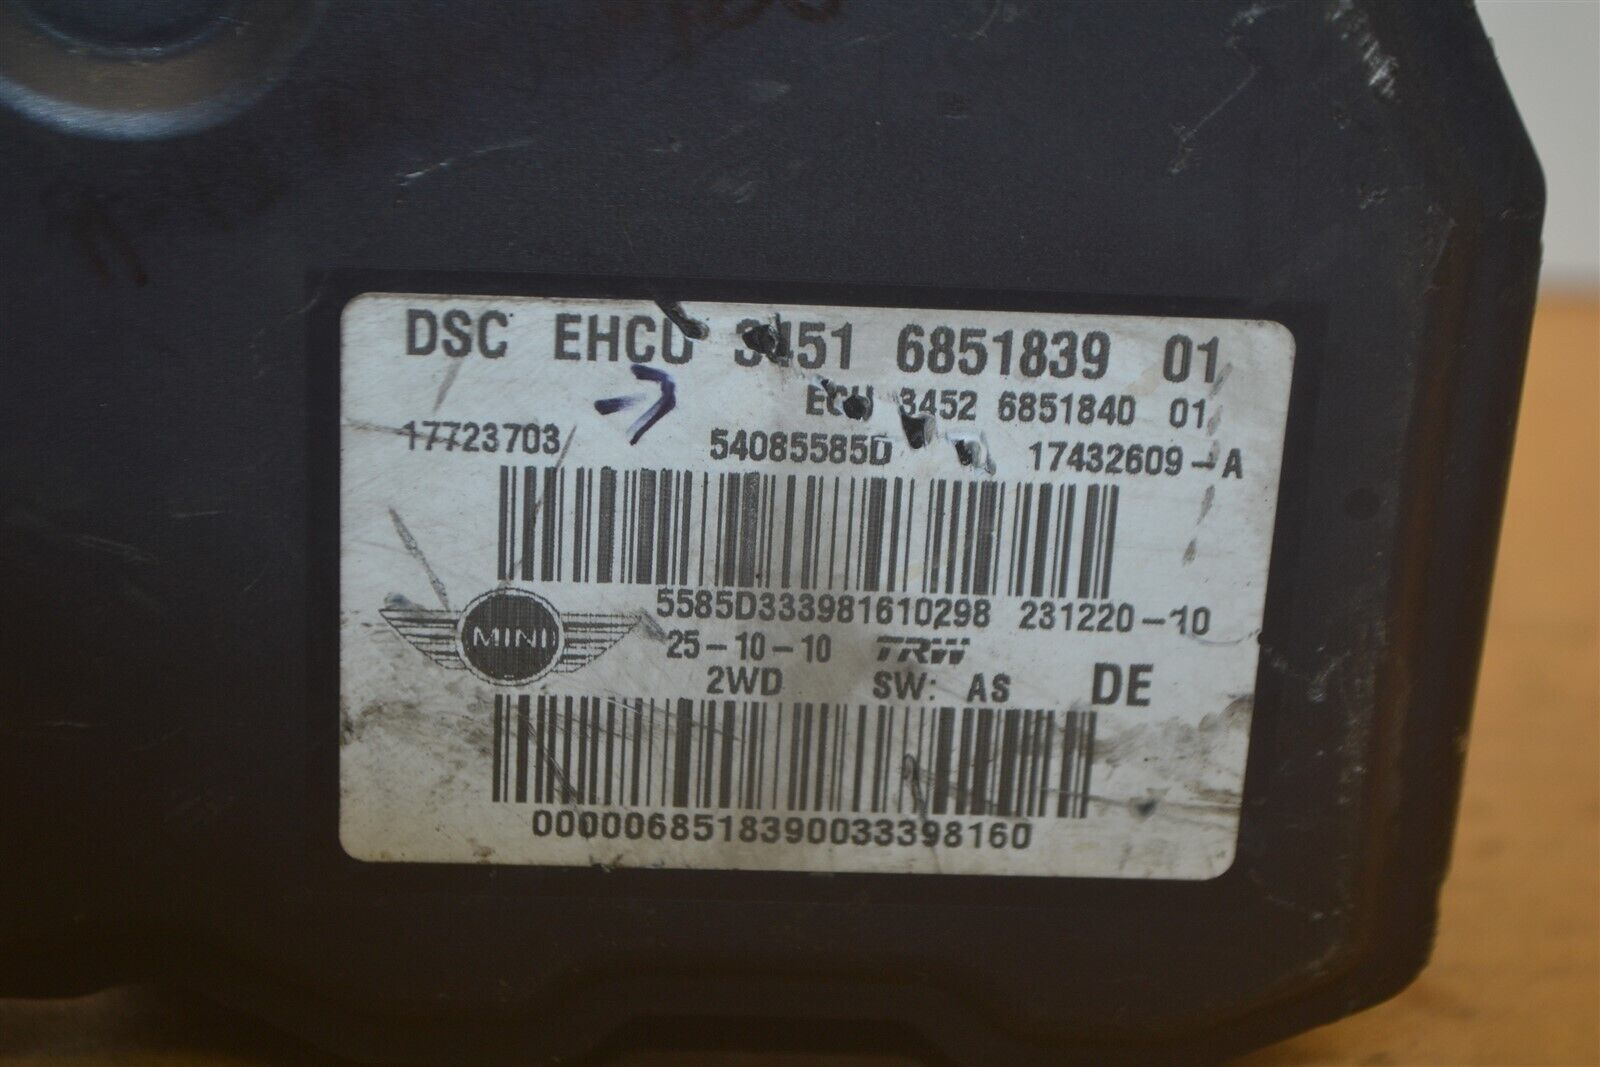 DSC EHCU 3451 6851839 01
ECU 3452 6851840 01
17723703 54085585D 17432609-A
5585D333981610298 231220-10
MINI
25-10-10 TRW
2WD SW: AS DE
0000068518390033398160